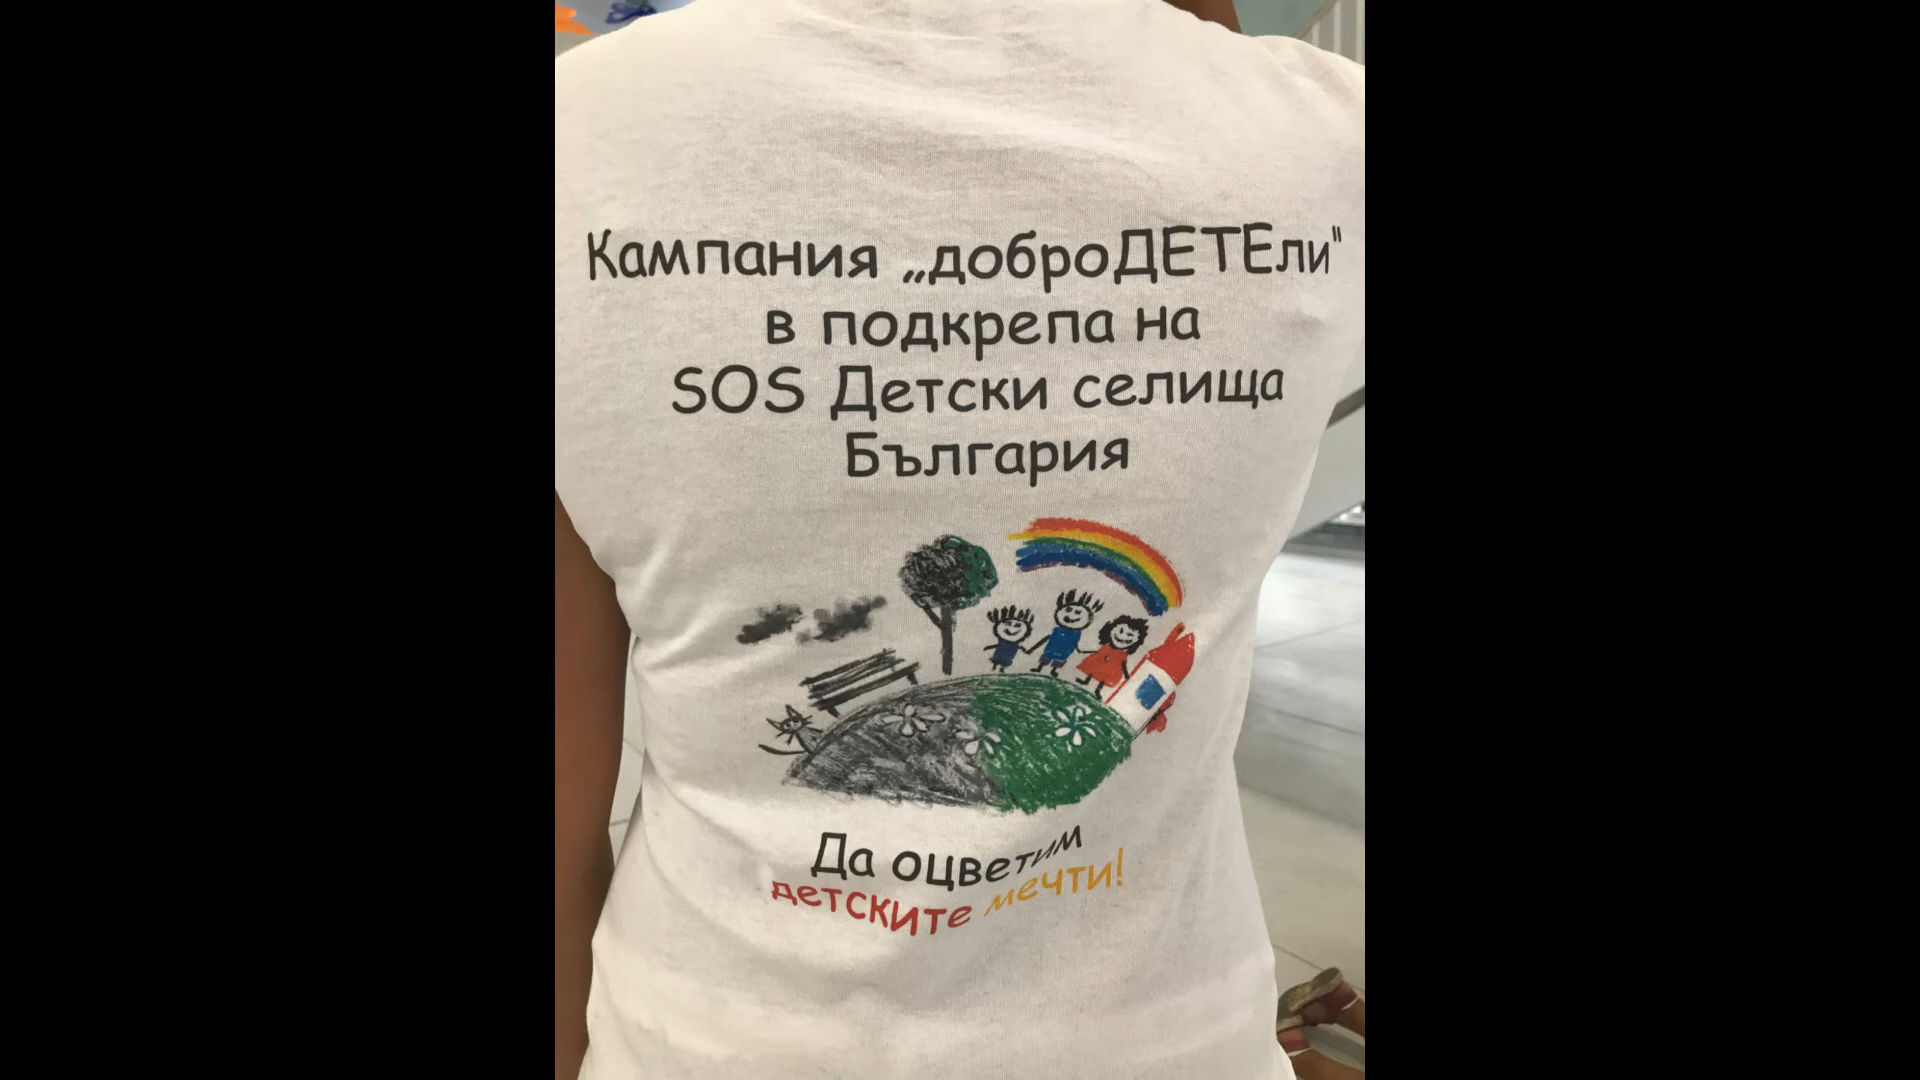 Кампания „доброДЕТЕли"
в подкрепа на
SOS Детски селища
България
Да оцветим
детските мечти!